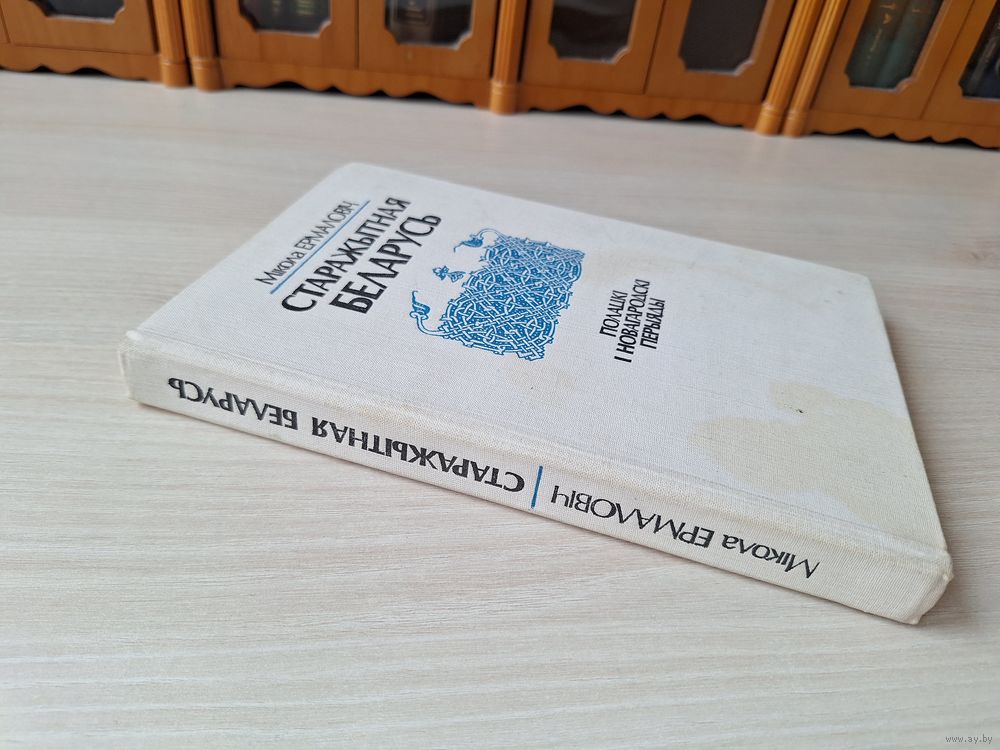 Мікола ЕРМАЛОВІЧ
СТАРАЖЫТНАЯ
БЕЛАРУСЬ
ПОЛАЦКІ
І НОВАГАРОДСКІ
ПЕРЫЯДЫ
Мікола ЕРМАЛОВІЧ СТАРАЖЫТНАЯ БЕЛАРУСЬ
www.ay.by